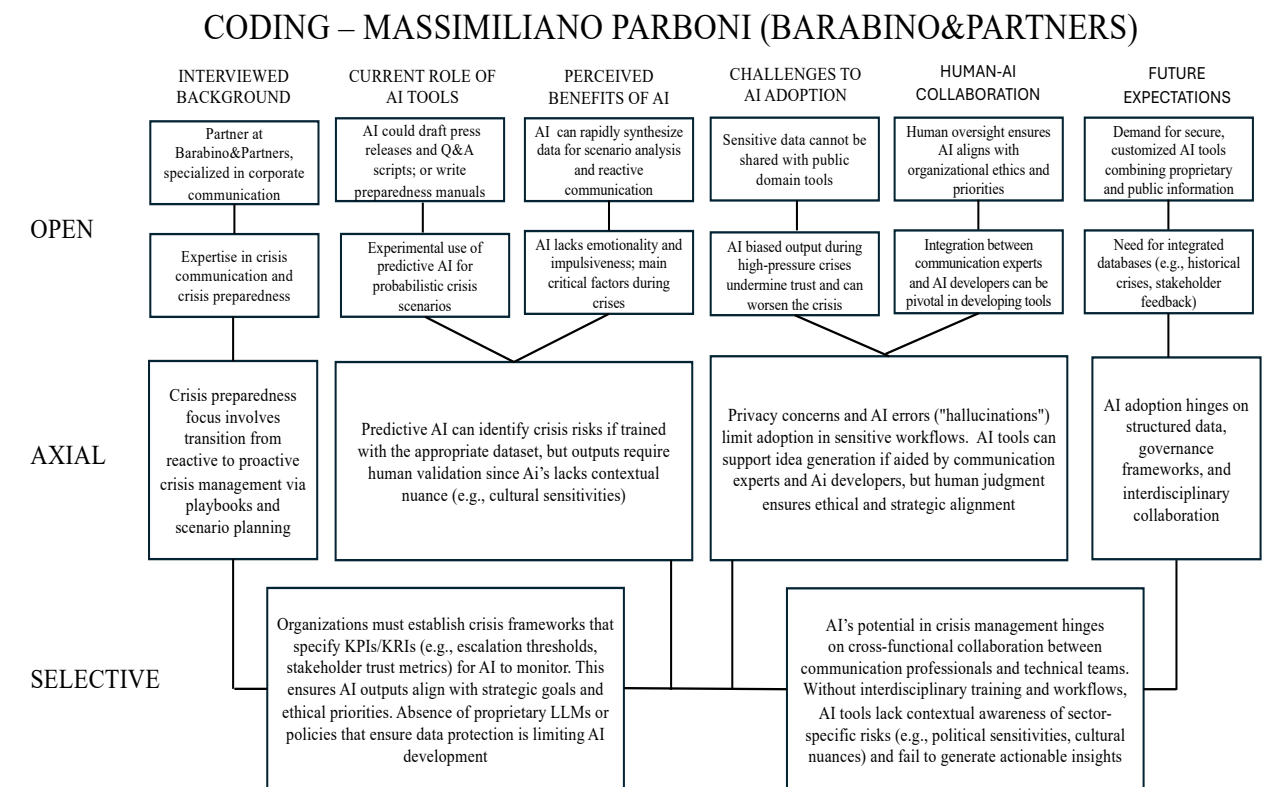 CODING – MASSIMILIANO PARBONI (BARABINO&PARTNERS)
INTERVIEWED
BACKGROUND
CURRENT ROLE OF
AI TOOLS
PERCEIVED
BENEFITS OF AI
CHALLENGES TO
AI ADOPTION
HUMAN-AI
COLLABORATION
FUTURE
EXPECTATIONS
OPEN
Partner at
Barabino&Partners,
specialized in corporate
communication
AI could draft press
releases and Q&A
scripts; or write
preparedness manuals
AI can rapidly synthesize
data for scenario analysis
and reactive
communication
Sensitive data cannot be
shared with public
domain tools
Human oversight ensures
AI aligns with
organizational ethics and
priorities
Demand for secure,
customized AI tools
combining proprietary
and public information
Expertise in crisis
communication and
crisis preparedness
Experimental use of
predictive AI for
probabilistic crisis
scenarios
AI lacks emotionality and
impulsiveness; main
critical factors during
crises
AI biased output during
high-pressure crises
undermine trust and can
worsen the crisis
Integration between
communication experts
and AI developers can be
pivotal in developing tools
Need for integrated
databases (e.g., historical
crises, stakeholder
feedback)
AXIAL
Crisis preparedness
focus involves
transition from
reactive to proactive
crisis management via
playbooks and
scenario planning
Predictive AI can identify crisis risks if trained
with the appropriate dataset, but outputs require
human validation since Ai's lacks contextual
nuance (e.g., cultural sensitivities)
Privacy concerns and AI errors ("hallucinations")
limit adoption in sensitive workflows. AI tools can
support idea generation if aided by communication
experts and Ai developers, but human judgment
ensures ethical and strategic alignment
AI adoption hinges on
structured data,
governance
frameworks, and
interdisciplinary
collaboration
SELECTIVE
Organizations must establish crisis frameworks that
specify KPIs/KRIs (e.g., escalation thresholds,
stakeholder trust metrics) for AI to monitor. This
ensures AI outputs align with strategic goals and
ethical priorities. Absence of proprietary LLMs or
policies that ensure data protection is limiting AI
development
AI's potential in crisis management hinges
on cross-functional collaboration between
communication professionals and technical teams.
Without interdisciplinary training and workflows,
AI tools lack contextual awareness of sector-
specific risks (e.g., political sensitivities, cultural
nuances) and fail to generate actionable insights